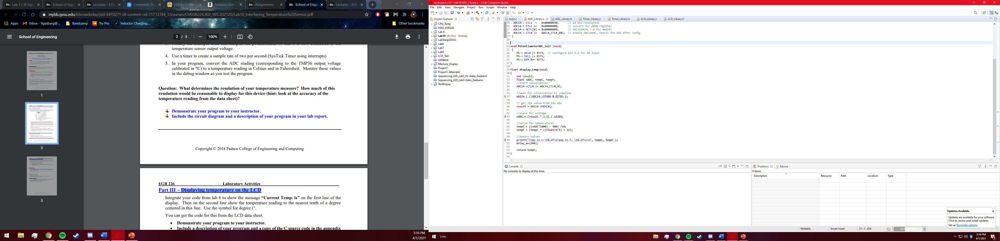 Lab 11: IR Inpu
School of Engin
Lectures – EGR
Comments for
EEZYbotARM
Amazon.com:
Assignments –
School of Engin
Lectures – EGR
mybb.gvsu.edu/bbcswebdav/pid-8410271-dt-content-rid-71713794_1/courses/GVEGR226.902_905.202120/Lab10_Interfacing_Temperature%20Sensor.pdf
Apps
Inbox - 9gasbarg@...
Bandcamp
Try Pro
Inductor Charging...
Other bookmarks
School of Engineering
2 / 3
100%
1
2
3
temperature sensor output voltage.
4. Use a timer to create a sample rate of two per second (SysTick Timer using interrupts)
5. In your program, convert the ADC reading (corresponding to the TMP36 output voltage
calibrated in °C) to a temperature reading in Celsius and in Fahrenheit. Monitor these values
in the debug window as you test the program.
Question: What determines the resolution of your temperature measure? How much of this
resolution would be reasonable to display for this device (hint: look at the accuracy of the
temperature reading from the data sheet)?
Demonstrate your program to your instructor.
Include the circuit diagram and a description of your program in your lab report.
Copyright © 2018 Padnos College of Engineering and Computing
EGR 226 Laboratory Activities
Part III – Displaying temperature on the LCD
Integrate your code from lab 6 to show the message “Current Temp. is” on the first line of the
display. Then on the second line show the temperature reading to the nearest tenth of a degree
centered in this line. Use the symbol for degree (°.
You can get the code for this from the LCD data sheet.
• Demonstrate your program to your instructor.
• Include a description of your program and a copy of the C source code in the appendix
3:16 PM
4/1/2021
workspace_v10 - Lab10/ADC_Library.c - Code Composer Studio
File Edit View Navigate Project Run Scripts Window Help
Project Explorer
CPU_Temp
HW2_EGR226
Lab 8
Lab10 [Active - Debug]
Lab5SeqLEDGG
Lab6
Lab7
Lab9
LCD_Test
LEDBlink
Memory_Display
Project1
Project1-Attempt2
Sequencing_LED_Lab3_P2-Gabe_Gasbarre
Sequencing_LED_Lab3-Gabe_Gasbarre
TextDispay
main.c
ADC_Library.c
ADC_Library.h
Timer_Library.c
Timer_Library.h
LCD_Library.c
LCD_Library.h
15 ADC14-> CTL1 = 0x00000030; // 14 bit resolution
16 ADC14-> CTL1 |= 0x00000000; // convert for mem0 register
17 ADC14-> MCTL[0] = 0x00000000; // ADC14INCHx = 0 for mem[0]
18 ADC14-> CTL0 |= ADC14_CTL0_ENC; // enable ADC14ENC, Starts the ADC after confg.
19 }
20
21
22 void PotentiometerADC_init (void)
23 {
24 P5-> SEL0 |= BIT5; // configure pin 5.5 for A0 input
25 P5-> SEL1 |= BIT5;
26 P5-> DIR &=~ BIT5;
27 }
28
29 float display_temp(void)
30 {
31 int result;
32 float nADC, tempC, tempF;
33 //start conversation
34 ADC14->CTL0 |= ADC14_CTL0_SC;
35
36 //wait for conversation to complete
37 while ( (!ADC14->IFGR0 & BIT0) );
38
39 // get the value from the ADC
40 result = ADC14->MEM[0];
41
42 //solve for voltage
43 nADC = (result * 3.3) / 16384;
44
45 //solve for temperatures
46 tempC = ((nADC*1000) - 500) /10;
47 tempF = (tempC * ((float)9/5) + 32);
48
49 //Return Values
50 printf("Temp in C:\t%.2f\nTemp in F: \t%.2f\n\n", tempC, tempF );
51 delay_ms(500);
52
53 return tempC;
54 }
55
Console
No consoles to display at this time.
Problems
Advice
0 items
Description Resource Path Location Type
Updates Available x
Updates are available for your software.
Click to review and install updates.
Set up Reminder options
Writable
Smart Insert
21 : 1 : 634
Links
3:16 PM
4/1/2021